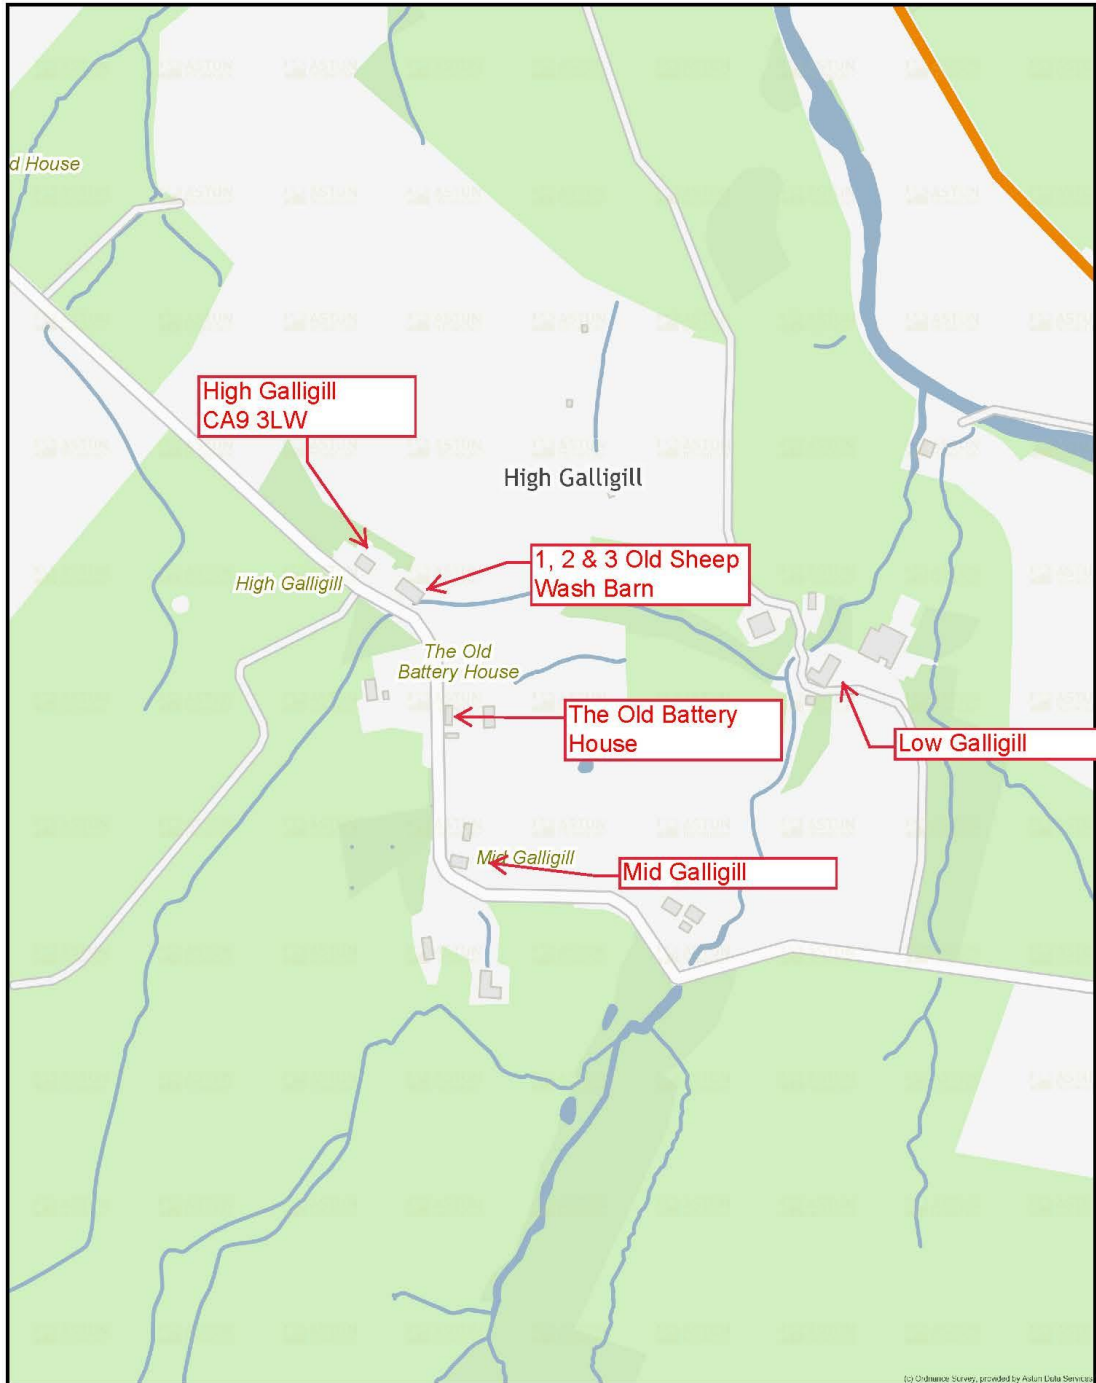 d House
High Galligill
CA9 3LW
High Galligill
1, 2 & 3 Old Sheep
Wash Barn
High Galligill
The Old
Battery House
The Old Battery
House
Low Galligill
Mid Galligill
Mid Galligill
(c) Ordnance Survey, provided by Astun Data Services